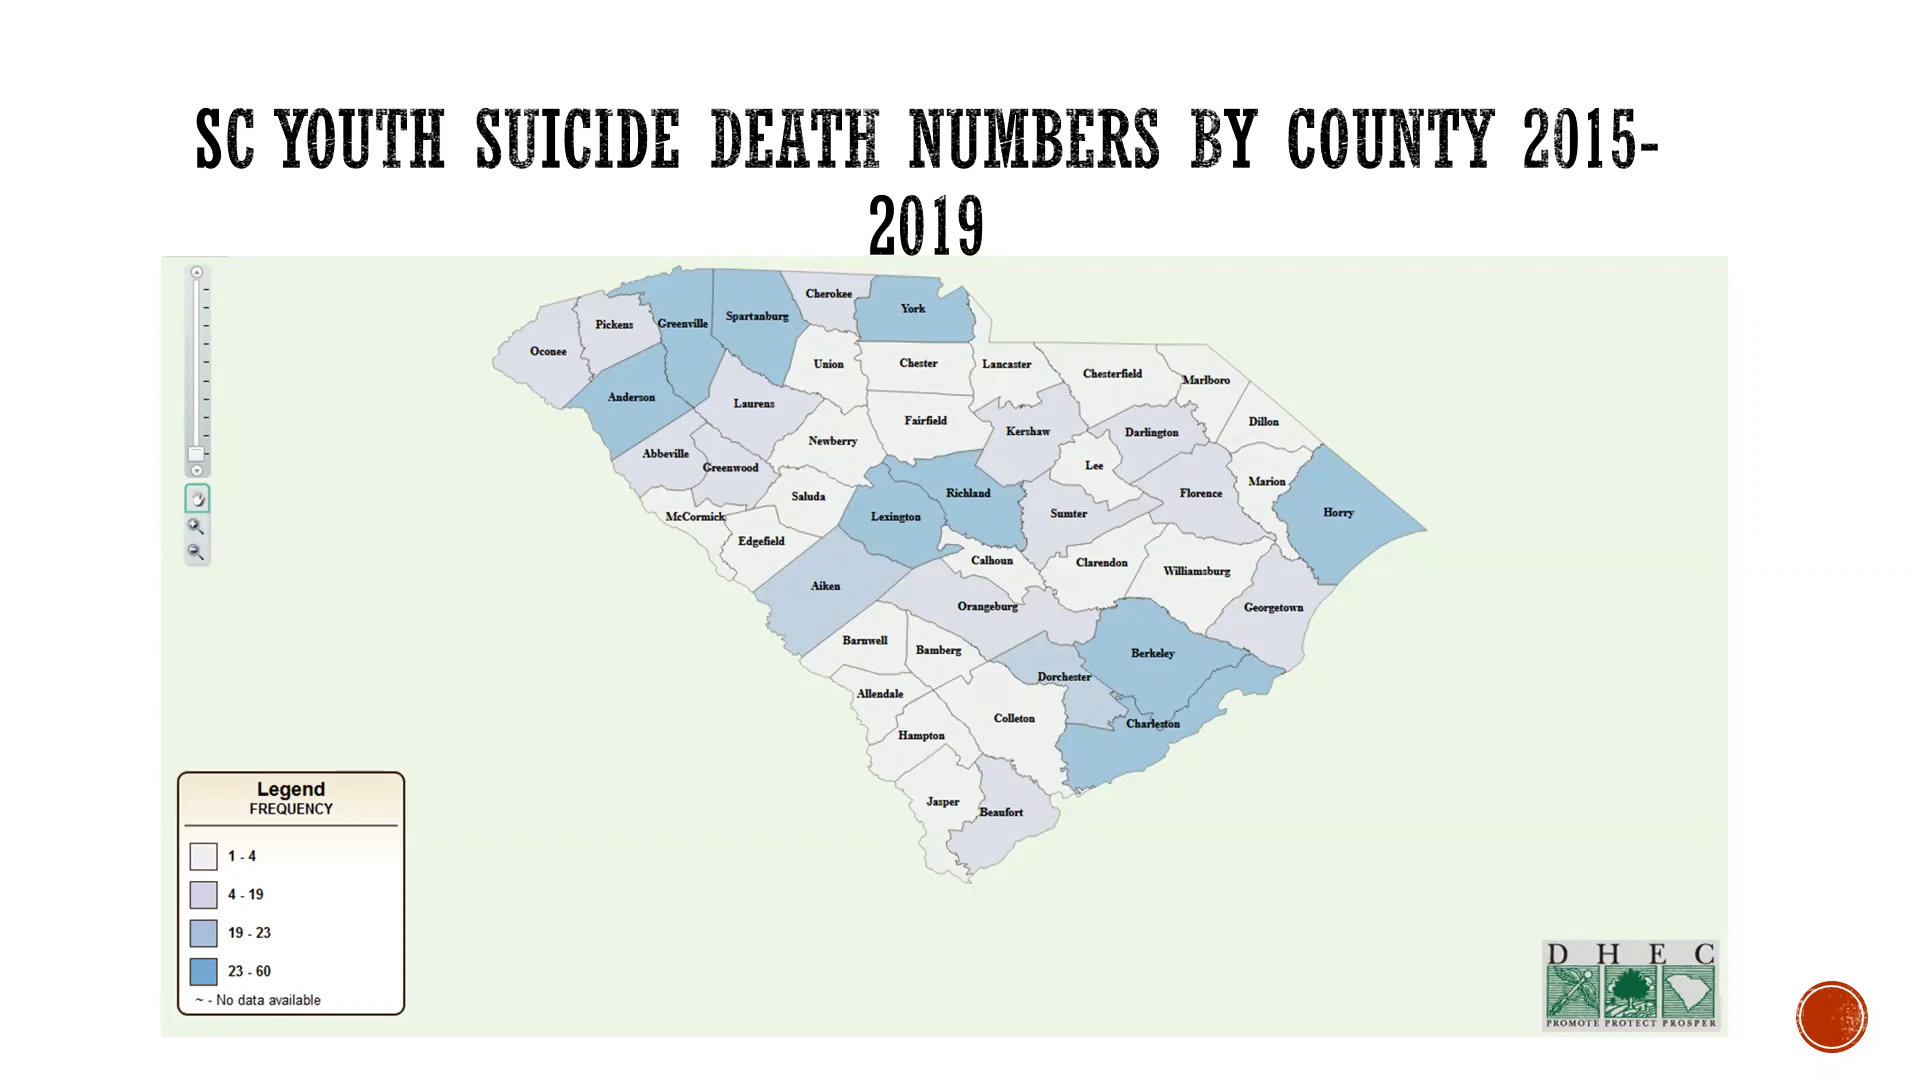 SC YOUTH SUICIDE DEATH NUMBERS BY COUNTY 2015-
2019
Cherokee
York
Pickens
Greenville
Spartanburg
Oconee
Union
Chester
Lancaster
Chesterfield
Marlboro
Anderson
Laurens
Fairfield
Kershaw
Darlington
Dillon
Newberry
Abbeville
Greenwood
Lee
Marion
Saluda
Richland
Florence
McCormick
Lexington
Sumter
Horry
Edgefield
Calhoun
Clarendon
Williamsburg
Aiken
Orangeburg
Georgetown
Barnwell
Bamberg
Berkeley
Dorchester
Allendale
Colleton
Charleston
Hampton
Jasper
Beaufort
Legend
FREQUENCY
1 - 4
4 - 19
19 - 23
23 - 60
~ - No data available
D H E C
PROMOTE PROTECT PROSPER